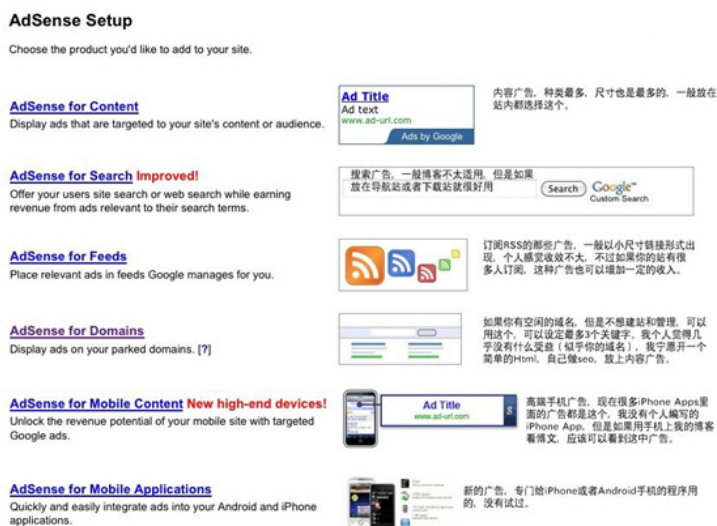 AdSense Setup
Choose the product you'd like to add to your site.
AdSense for Content
Display ads that are targeted to your site's content or audience.
Ad Title
Ad text
www.ad-url.com
Ads by Google
内容广告，种类最多，尺寸也是最多的，一般放在
站内都选择这个。
AdSense for Search Improved!
Offer your users site search or web search while earning
revenue from ads relevant to their search terms.
搜索广告，一般博客不太适用，但是如果
放在导航站或者下载站就很好用
Search
Google™
Custom Search
AdSense for Feeds
Place relevant ads in feeds Google manages for you.
订阅RSS的那些广告，一般以小尺寸链接形式出
现，个人感觉收效不大，不过如果你的站有很
多人订阅，这种广告也可以增加一定的收入。
AdSense for Domains
Display ads on your parked domains. [?]
如果你有空闲的域名，但是不想建站和管理，可以
用这个，可以设定最多3个关键字，我个人觉得几
乎没有什么受益（似乎你的域名），我宁愿开一个
简单的Html，自己做seo，放上内容广告。
AdSense for Mobile Content New high-end devices!
Unlock the revenue potential of your mobile site with targeted
Google ads.
Ad Title
www.ad-url.com
高端手机广告，现在很多iPhone Apps里
面的广告都是这个，我没有个人编写的
iPhone App，但是如果用手机上我的博客
看博文，应该可以看到这中广告。
AdSense for Mobile Applications
Quickly and easily integrate ads into your Android and iPhone
applications.
新的广告，专门给iPhone或者Android手机的程序用
的，没有试过。